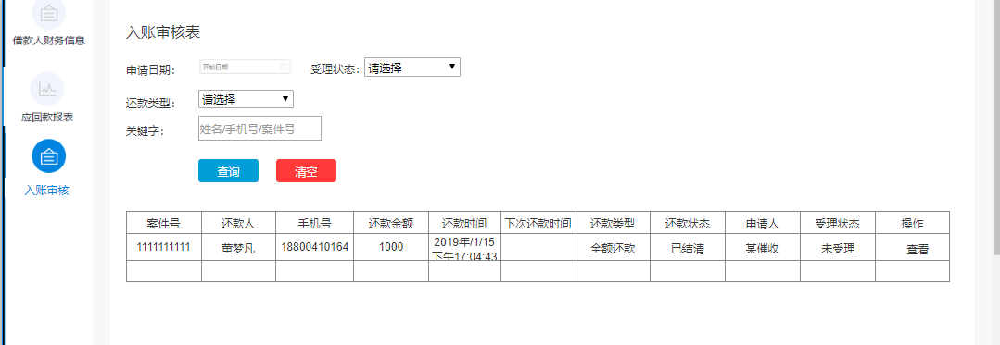 借款人财务信息
应回款报表
入账审核
入账审核表
申请日期： 开始日期 受理状态： 请选择
还款类型： 请选择
关键字： 姓名/手机号/案件号
查询 清空
案件号 还款人 手机号 还款金额 还款时间 下次还款时间 还款类型 还款状态 申请人 受理状态 操作
1111111111 董梦凡 18800410164 1000 2019年/1/15 全额还款 已结清 某催收 未受理 查看
下午17:04:43